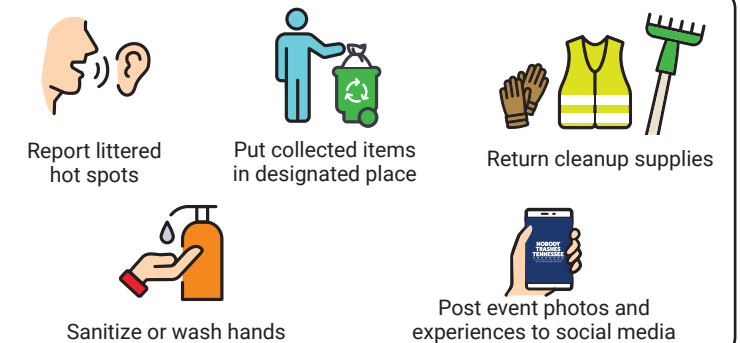 Report littered
hot spots
Put collected items
in designated place
Return cleanup supplies
NOBODY
TRASHES
TENNESSEE
Sanitize or wash hands
Post event photos and
experiences to social media